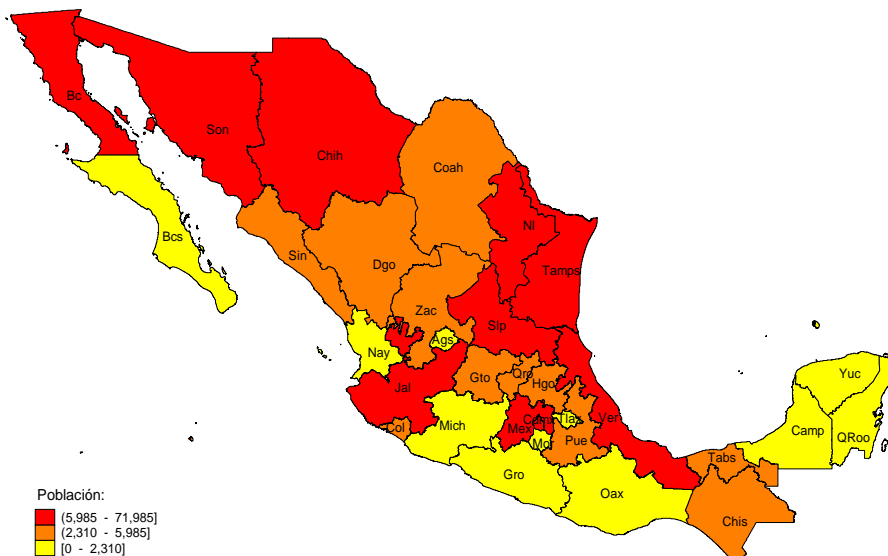 Bc
Son
Chih
Coah
Bcs
Nl
Sin
Dgo
Tamps
Zac
Slp
Ags
Nay
Yuc
Gto
Qro
Hgo
Jal
Col
Mich
Mex
Tlax
Ver
Mor
Pue
Camp
QRoo
Tabs
Gro
Oax
Chis
Población:
(5,985 - 71,985]
(2,310 - 5,985]
[0 - 2,310]